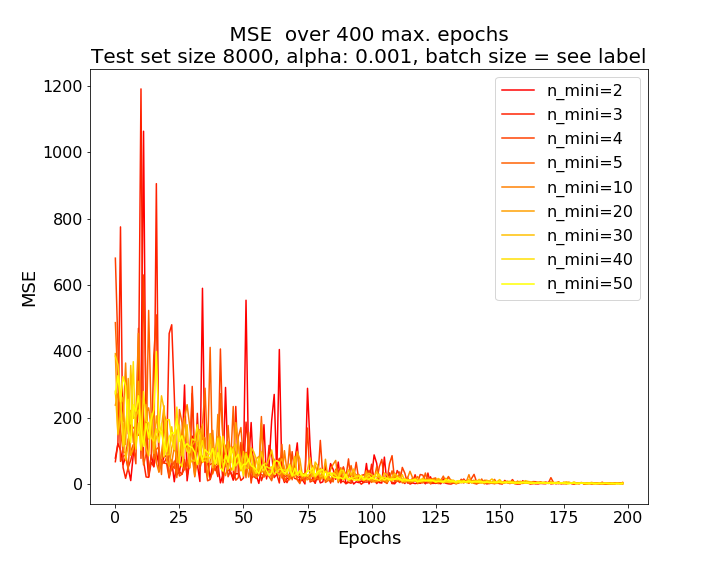 MSE  over 400 max. epochs
Test set size 8000, alpha: 0.001, batch size = see label
1200
1000
800
600
400
200
0
MSE
n_mini=2
n_mini=3
n_mini=4
n_mini=5
n_mini=10
n_mini=20
n_mini=30
n_mini=40
n_mini=50
0 25 50 75 100 125 150 175 200
Epochs